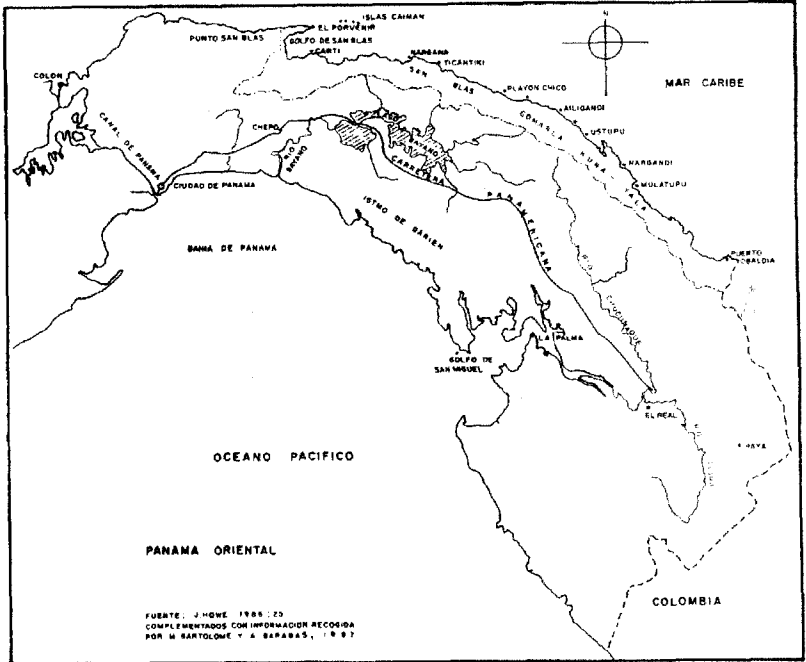 N
ISLAS CAIMAN
EL PORVENIR
PUNTO SAN BLAS
GOLFO DE SAN BLAS
CARTI
NARGANA
TICANTIKI
SAN BLAS
PLAYON CHICO
MAR CARIBE
COLON
AILIGANDI
COMARCA KUNA YALA
USTUPU
CANAL DE PANAMA
CHEPO
BAYANO
RIO BAYANO
CARRETERA PANAMERICANA
NARGANDI
MULATUPU
CIUDAD DE PANAMA
ISTMO DE DARIEN
BAHIA DE PANAMA
PUERTO
OBALDIA
RIO CHUCUNAQUE
LA PALMA
GOLFO DE
SAN MIGUEL
EL REAL
PAYA
OCEANO PACIFICO
PANAMA ORIENTAL
COLOMBIA
FUENTE: J. HOWE 1986:25
COMPLEMENTADOS CON INFORMACION RECOGIDA
POR M BARTOLOME Y A BARABAS, 1987